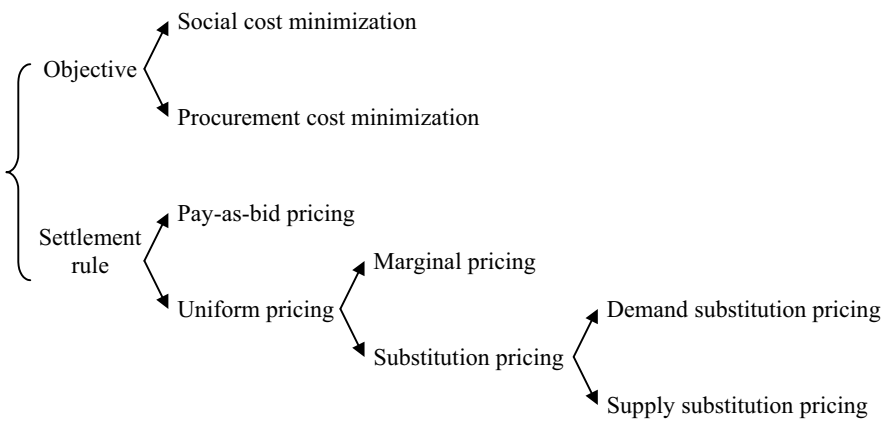 Social cost minimization
Objective
Procurement cost minimization
Pay-as-bid pricing
Settlement
rule
Marginal pricing
Uniform pricing
Demand substitution pricing
Substitution pricing
Supply substitution pricing